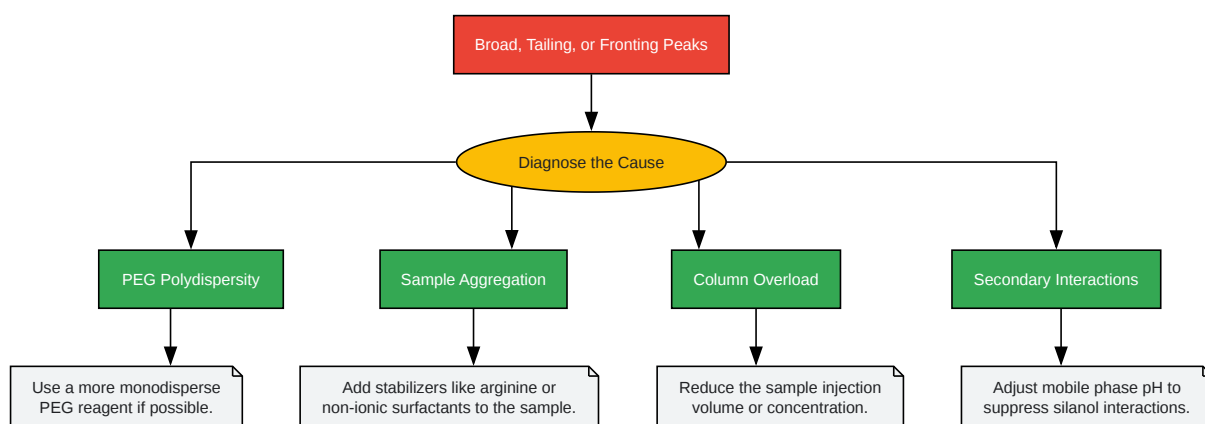 Broad, Tailing, or Fronting Peaks
Diagnose the Cause
PEG Polydispersity
Sample Aggregation
Column Overload
Secondary Interactions
Use a more monodisperse
PEG reagent if possible.
Add stabilizers like arginine or
non-ionic surfactants to the sample.
Reduce the sample injection
volume or concentration.
Adjust mobile phase pH to
suppress silanol interactions.